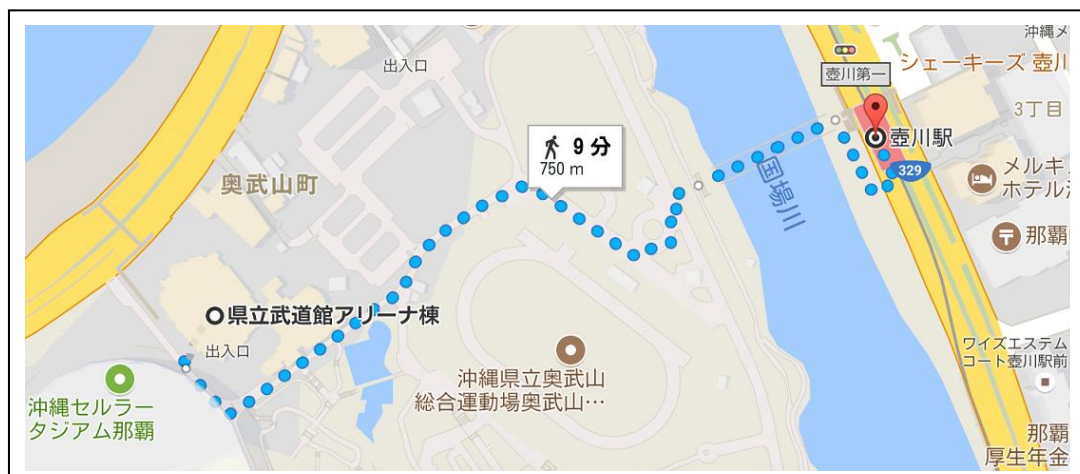 沖縄メ
出入口
壺川第一
シェーキーズ 壺川
3丁目
9 分
750 m
壺川駅
329
メルキュ
ホテル沖
奥武山町
国場川
那覇中
県立武道館アリーナ棟
出入口
沖縄県立奥武山
総合運動場奥武山…
ワイズエステム
コート壺川駅前
沖縄セルラー
タジアム那覇
那覇
厚生年金